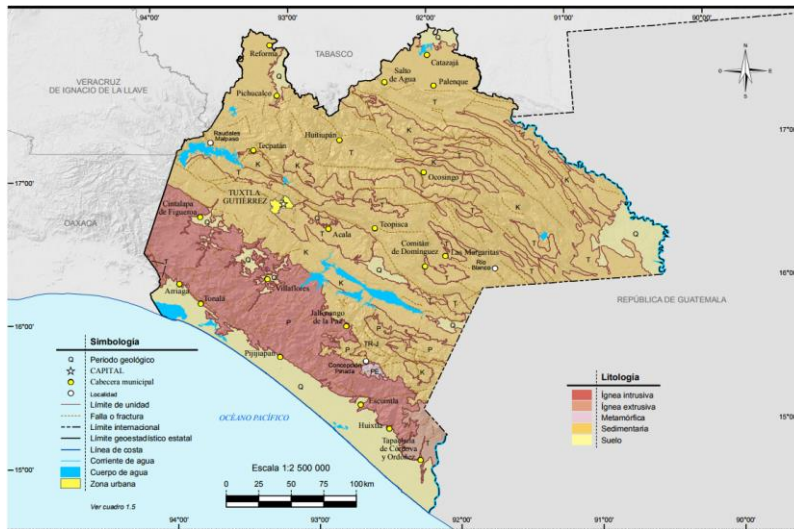 94°00'
93°00'
92°00'
91°00'
90°00'
Reforma
TABASCO
Q
Catazajá
Salto
de Agua
Palenque
VERACRUZ
DE IGNACIO DE LA LLAVE
Q
Pichucalco
T
Raudales
Malpaso
Huitiupán
K
Tecpatán
T
K
T
K
T
K
Ocosingo
T
17°00'
17°00'
TUXTLA
GUTIÉRREZ
K
OAXACA
Cintalapa
de Figueroa
Q
Q
Acala
Teopisca
T
Q
Comitán
de Domínguez
Las Margaritas
Río
Blanco
Q
K
T
T
Villaflores
K
Q
REPÚBLICA DE GUATEMALA
Arriaga
Tonalá
16°00'
16°00'
P
Jaltenango
de la Paz
T
Q
P
TR-J
P
Pijijiapan
Concepción
Pinada
PE
K
Q
Escuintla
OCÉANO PACÍFICO
Huixtla
Tapachula
de Córdova
y Ordóñez
T
15°00'
15°00'
Simbología
Q Periodo geológico
CAPITAL
Cabecera municipal
Localidad
Límite de unidad
Falla o fractura
Límite internacional
Límite geoestadístico estatal
Línea de costa
Corriente de agua
Cuerpo de agua
Zona urbana
Ver cuadro 1.5
Litología
Ígnea intrusiva
Ígnea extrusiva
Metamórfica
Sedimentaria
Suelo
Escala 1:2 500 000
0 25 50 75 100 km
94°00'
93°00'
92°00'
91°00'
90°00'